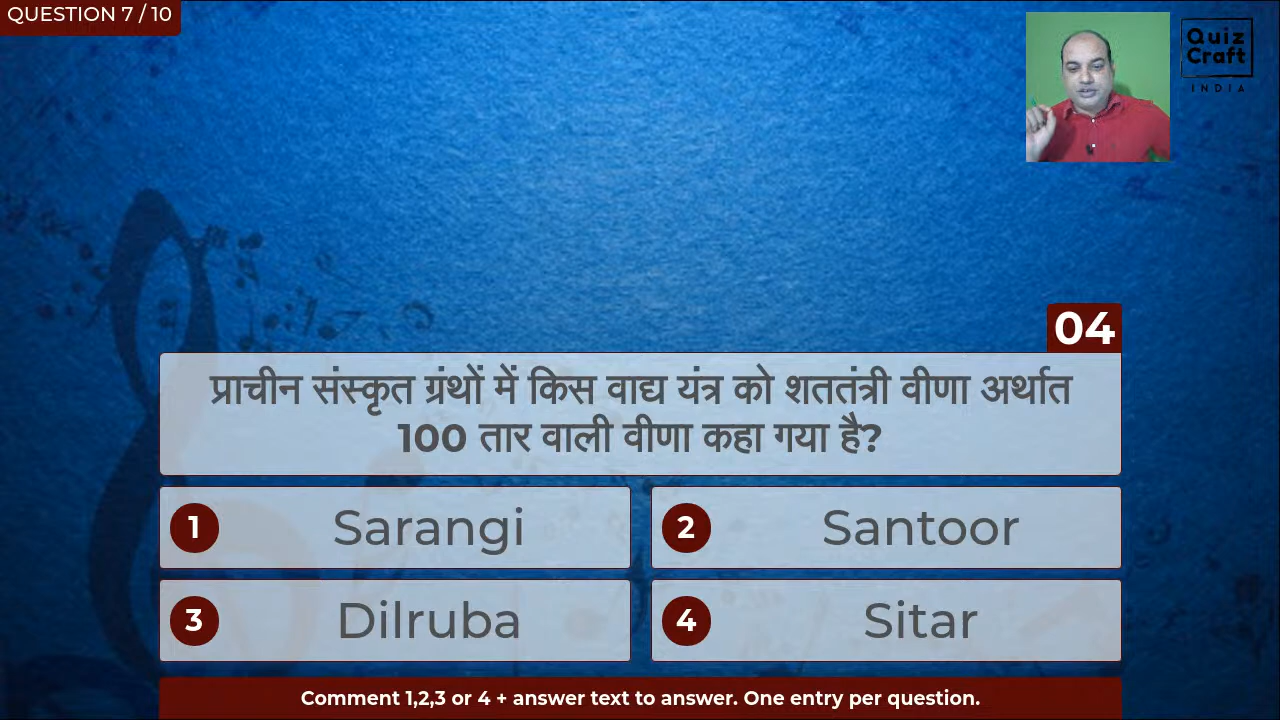 QUESTION 7 / 10
Quiz
Craft
INDIA
04
प्राचीन संस्कृत ग्रंथों में किस वाद्य यंत्र को शततंत्री वीणा अर्थात
100 तार वाली वीणा कहा गया है?
1 Sarangi
2 Santoor
3 Dilruba
4 Sitar
Comment 1,2,3 or 4 + answer text to answer. One entry per question.